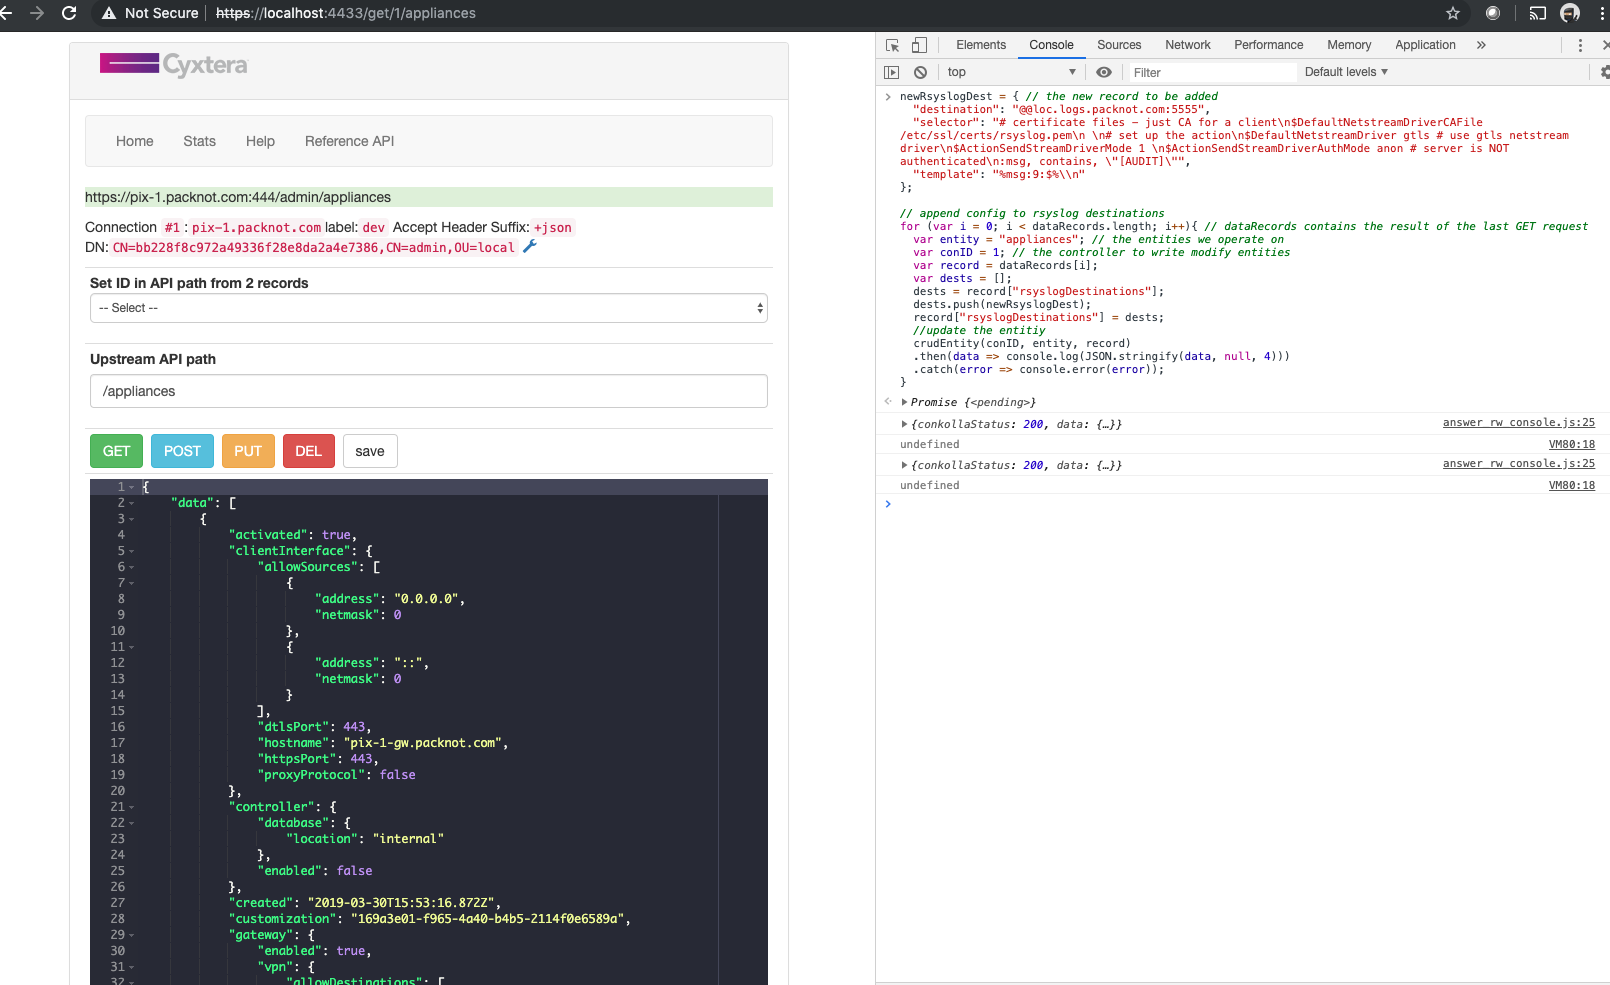 Not Secure https://localhost:4433/get/1/appliances
Cyxtera
Home Stats Help Reference API
https://pix-1.packnot.com:444/admin/appliances
Connection #1 : pix-1.packnot.com label: dev Accept Header Suffix: +json
DN: CN=bb228f8c972a49336f28e8da2a4e7386,CN=admin,OU=local
Set ID in API path from 2 records
-- Select --
Upstream API path
/appliances
GET POST PUT DEL save
1 {
2 "data": [
3 {
4 "activated": true,
5 "clientInterface": {
6 "allowSources": [
7 {
8 "address": "0.0.0.0",
9 "netmask": 0
10 },
11 {
12 "address": "::",
13 "netmask": 0
14 }
15 ],
16 "dtlsPort": 443,
17 "hostname": "pix-1-gw.packnot.com",
18 "httpsPort": 443,
19 "proxyProtocol": false
20 },
21 "controller": {
22 "database": {
23 "location": "internal"
24 },
25 "enabled": false
26 },
27 "created": "2019-03-30T15:53:16.872Z",
28 "customization": "169a3e01-f965-4a40-b4b5-2114f0e6589a",
29 "gateway": {
30 "enabled": true,
31 "vpn": {
32 "allowDestinations": [
Elements Console Sources Network Performance Memory Application »
top Filter Default levels
newRsyslogDest = { // the new record to be added
"destination": "@@loc.logs.packnot.com:5555",
"selector": "# certificate files – just CA for a client\n$DefaultNetstreamDriverCAFile
/etc/ssl/certs/rsyslog.pem\n \n# set up the action\n$DefaultNetstreamDriver gtls # use gtls netstream
driver\n$ActionSendStreamDriverMode 1 \n$ActionSendStreamDriverAuthMode anon # server is NOT
authenticated\n:msg, contains, \"[AUDIT]\"",
"template": "%msg:9:$%\\n"
};
// append config to rsyslog destinations
for (var i = 0; i < dataRecords.length; i++){ // dataRecords contains the result of the last GET request
var entity = "appliances"; // the entities we operate on
var conID = 1; // the controller to write modify entities
var record = dataRecords[i];
var dests = [];
dests = record["rsyslogDestinations"];
dests.push(newRsyslogDest);
record["rsyslogDestinations"] = dests;
//update the entitiy
crudEntity(conID, entity, record)
.then(data => console.log(JSON.stringify(data, null, 4)))
.catch(error => console.error(error));
}
Promise {<pending>}
{conkollaStatus: 200, data: {…}} answer_rw_console.js:25
undefined VM80:18
{conkollaStatus: 200, data: {…}} answer_rw_console.js:25
undefined VM80:18